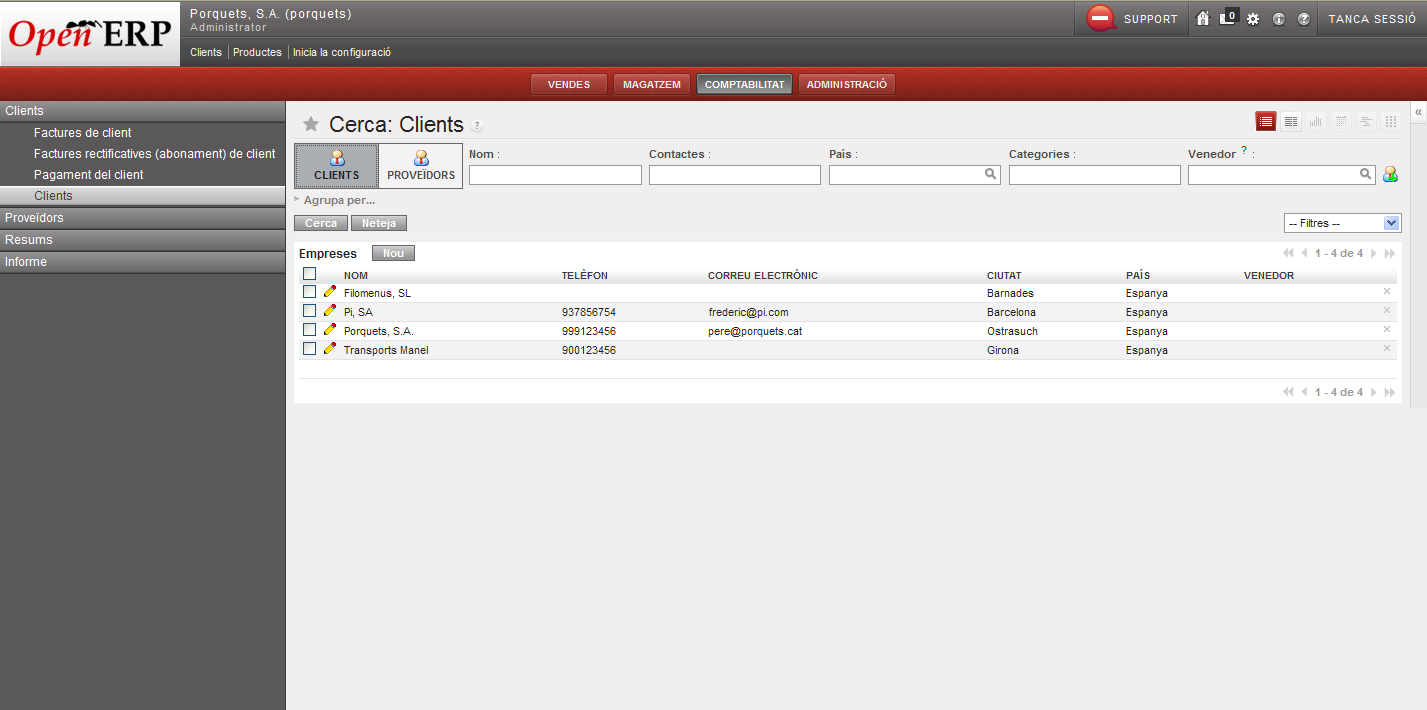 Open ERP
Porquets, S.A. (porquets)
Administrator
Clients Productes Inicia la configuració
SUPPORT 0 TANCA SESSIÓ
VENDES MAGATZEM COMPTABILITAT ADMINISTRACIÓ
Clients
Factures de client
Factures rectificatives (abonament) de client
Pagament del client
Clients
Proveïdors
Resums
Informe
Cerca: Clients ?
CLIENTS PROVEÏDORS
Nom : Contactes : País : Categories : Venedor ? :
Agrupa per...
Cerca Neteja -- Filtres --
Empreses Nou 1 - 4 de 4
NOM TELÈFON CORREU ELECTRÒNIC CIUTAT PAÍS VENEDOR
Filomenus, SL Barnades Espanya
Pi, SA 937856754 frederic@pi.com Barcelona Espanya
Porquets, S.A. 999123456 pere@porquets.cat Ostrasuch Espanya
Transports Manel 900123456 Girona Espanya
1 - 4 de 4